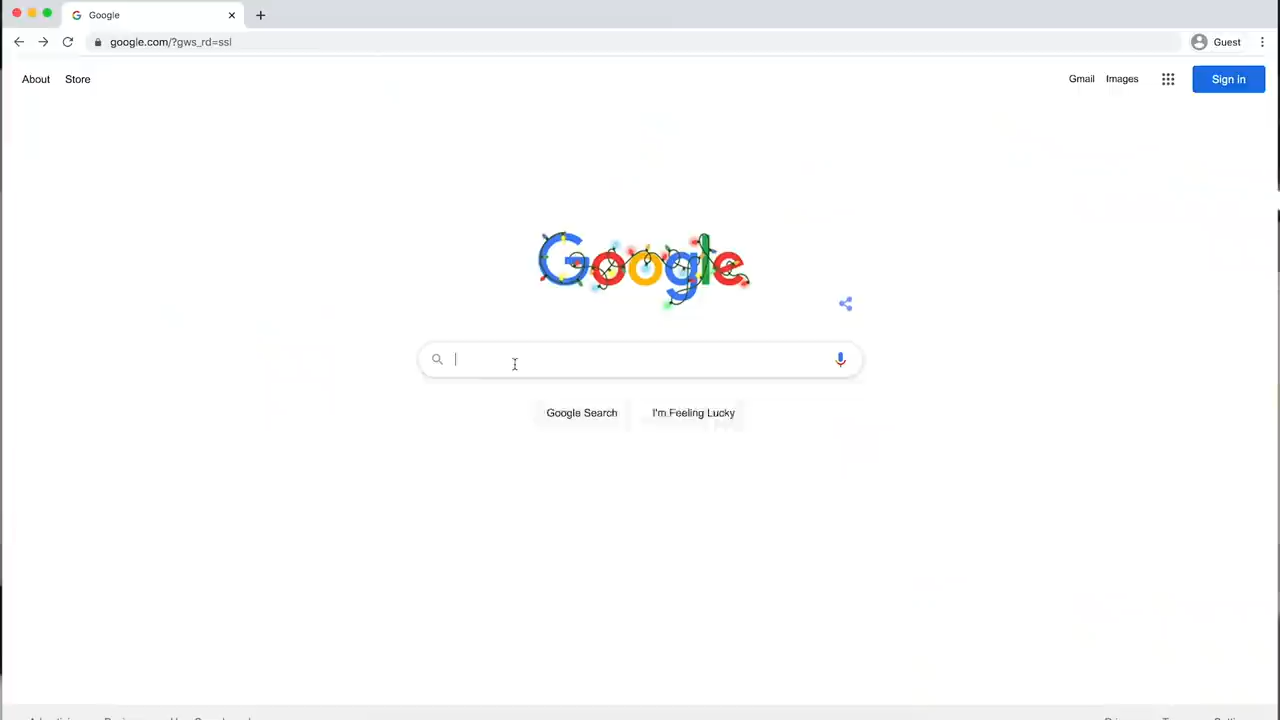 Google
google.com/?gws_rd=ssl
Guest
About Store
Gmail Images
Sign in
Google
Google Search
I'm Feeling Lucky